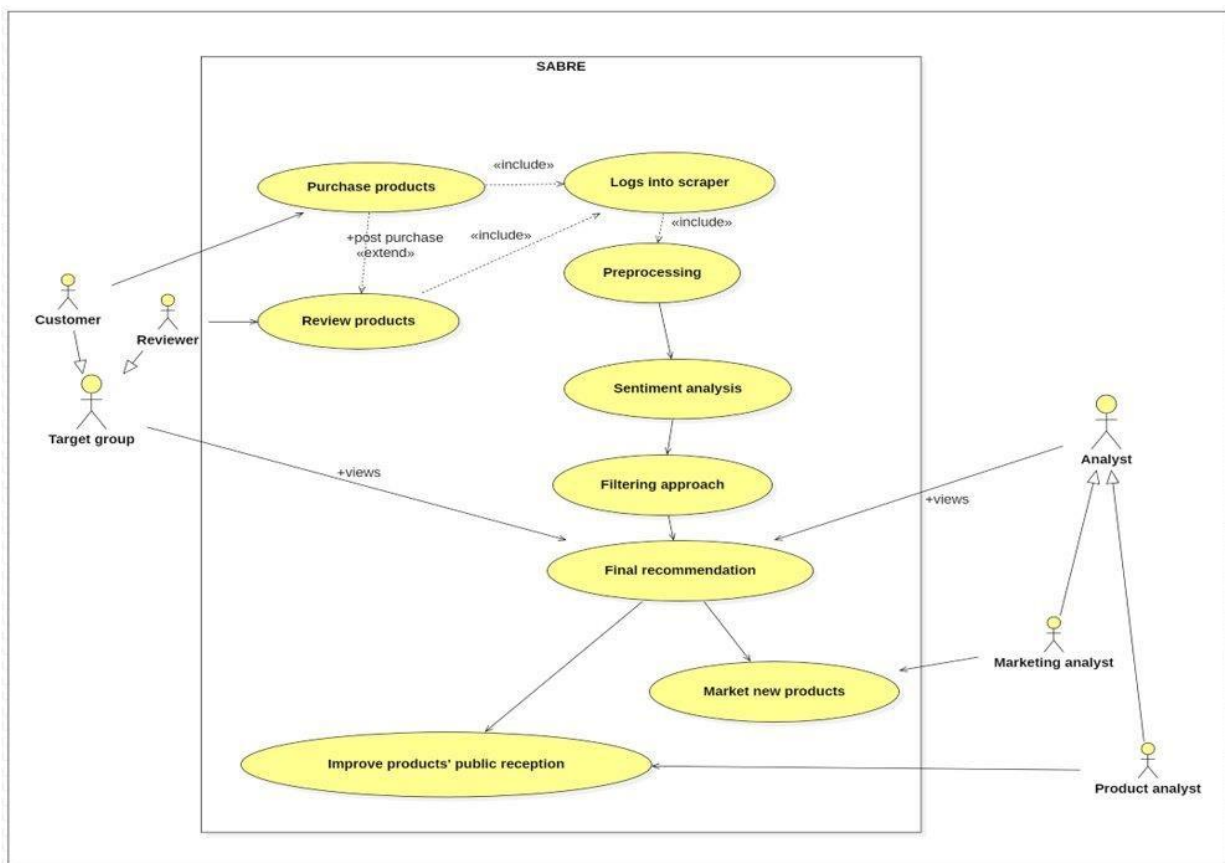 SABRE
«include»
Purchase products
Logs into scraper
+post purchase
«extend»
«include»
«include»
Preprocessing
Customer
Reviewer
Review products
Target group
Sentiment analysis
Analyst
+views
Filtering approach
+views
Final recommendation
Marketing analyst
Market new products
Improve products' public reception
Product analyst